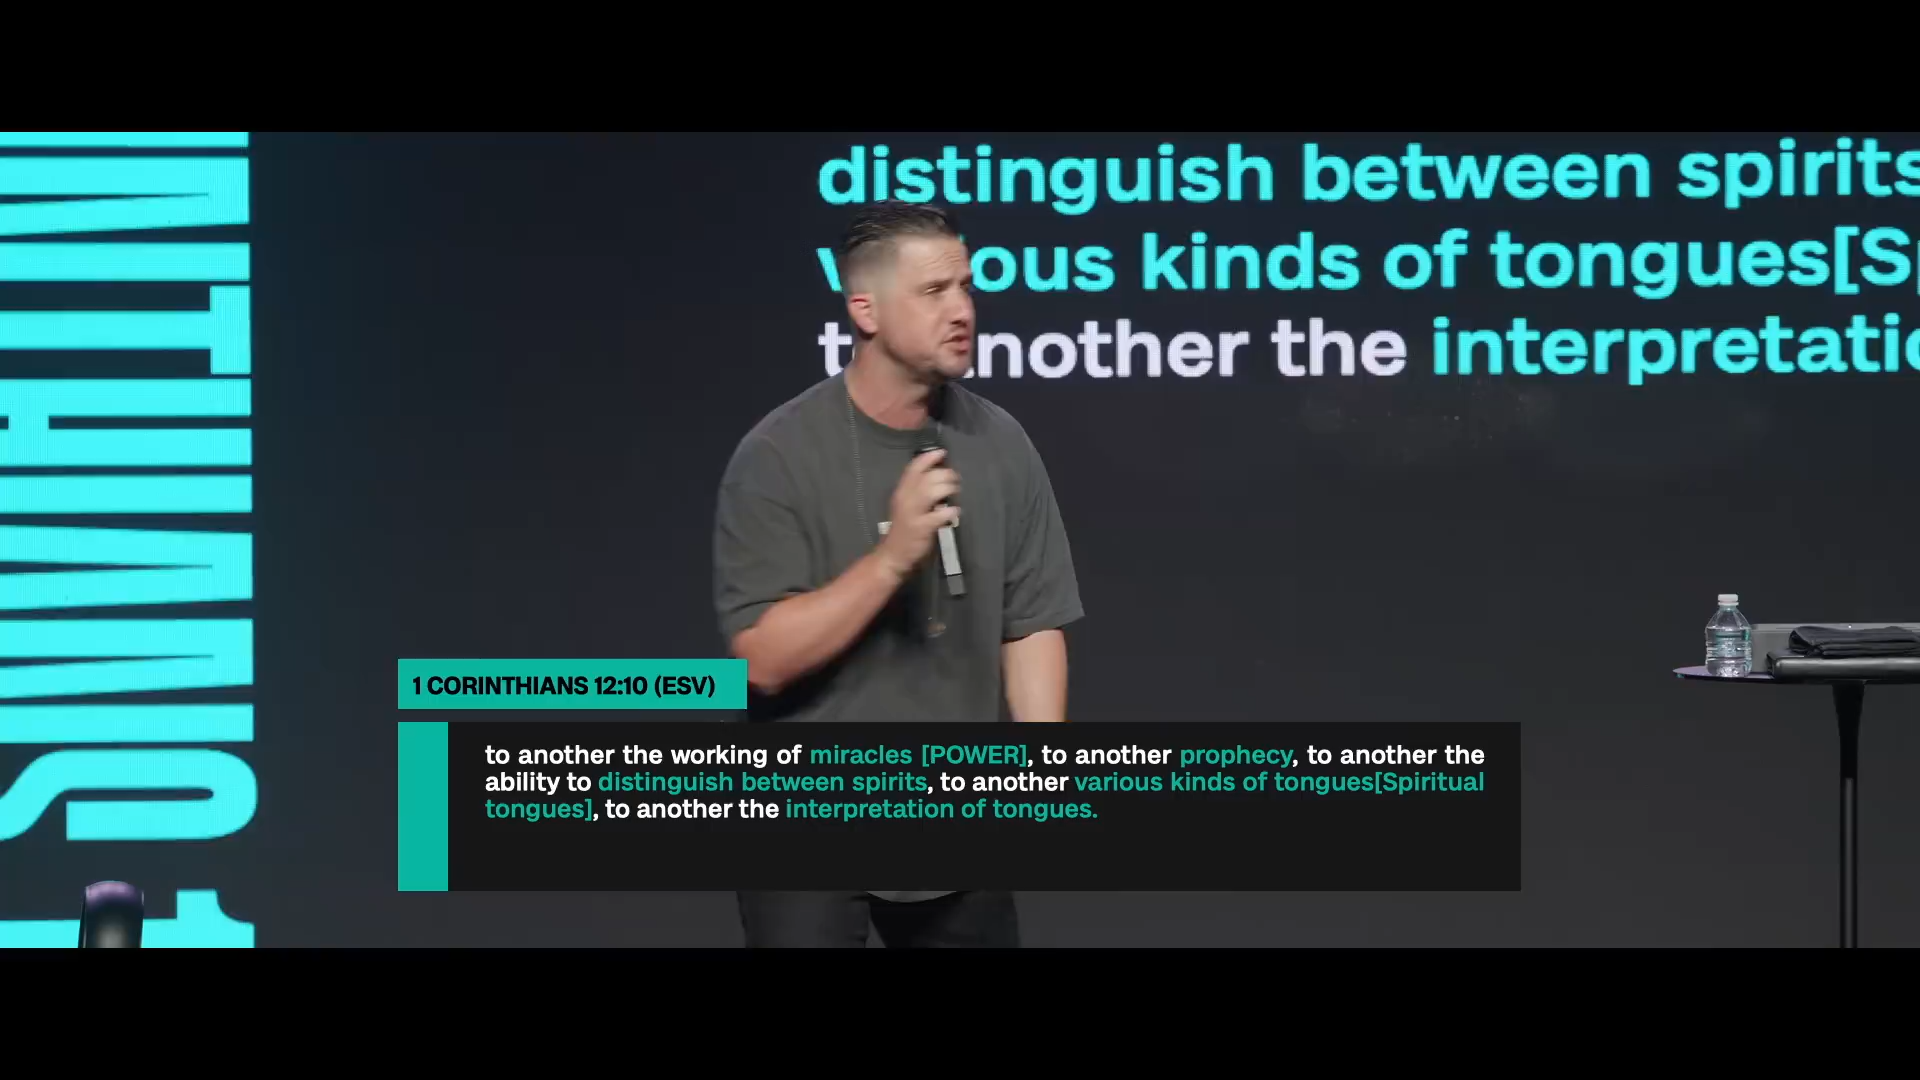 distinguish between spirits
kinds of tongues[S
another the interpretati
1 CORINTHIANS 12:10 (ESV)
to another the working of miracles [POWER], to another prophecy, to another the
ability to distinguish between spirits, to another various kinds of tongues[Spiritual
tongues], to another the interpretation of tongues.